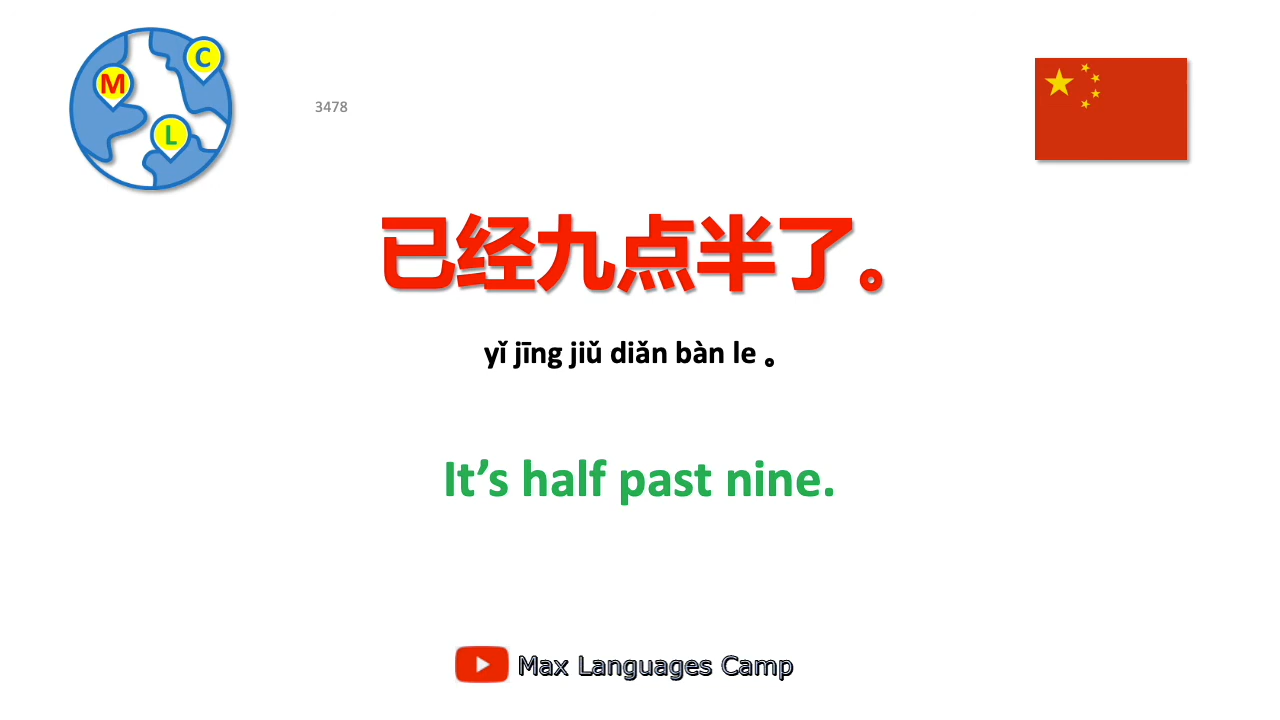 C
M
L
3478
已经九点半了。
yǐ jīng jiǔ diǎn bàn le 。
It’s half past nine.
Max Languages Camp